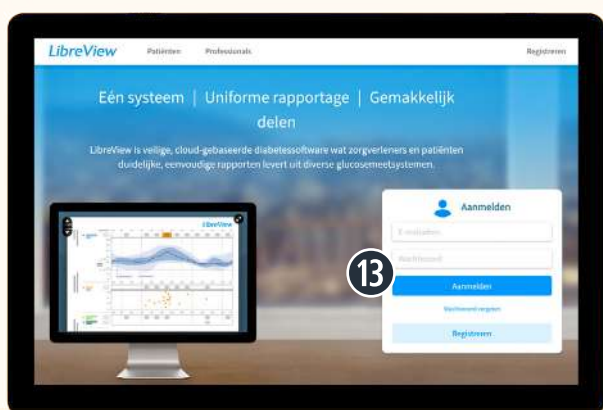 LibreView
Patiënten
Professionals
Registreren
Eén systeem | Uniforme rapportage | Gemakkelijk
delen
LibreView is veilige, cloud-gebaseerde diabetessoftware wat zorgverleners en patiënten
duidelijke, eenvoudige rapporten levert uit diverse glucosemeetsystemen.
LibreView
Aanmelden
E-mailadres
Wachtwoord
13
Aanmelden
Wachtwoord vergeten
Registreren